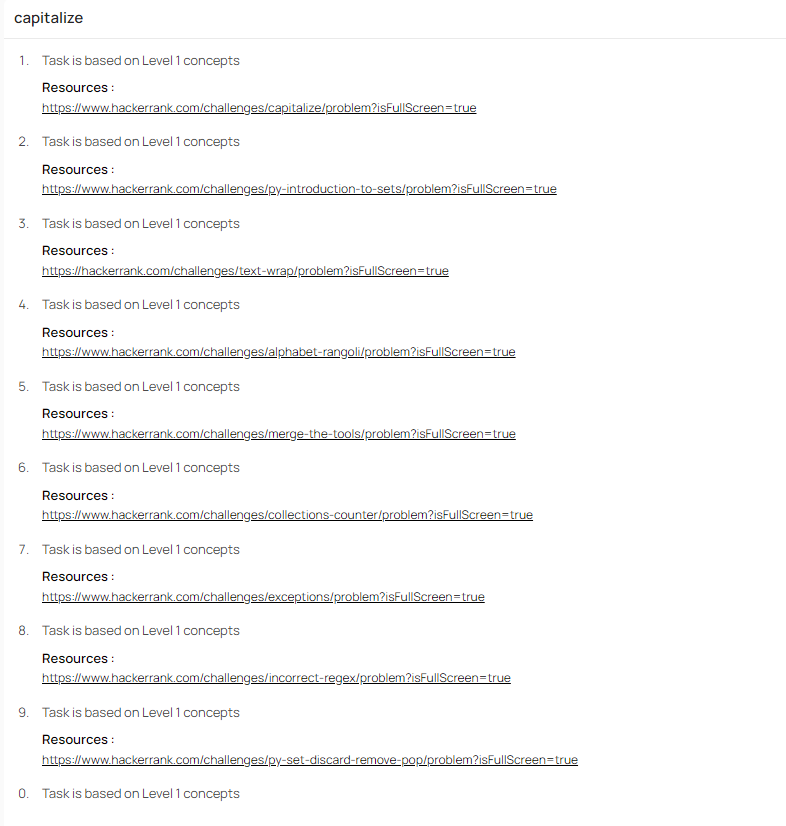 capitalize
1. Task is based on Level 1 concepts
Resources :
https://www.hackerrank.com/challenges/capitalize/problem?isFullScreen=true
2. Task is based on Level 1 concepts
Resources :
https://www.hackerrank.com/challenges/py-introduction-to-sets/problem?isFullScreen=true
3. Task is based on Level 1 concepts
Resources :
https://hackerrank.com/challenges/text-wrap/problem?isFullScreen=true
4. Task is based on Level 1 concepts
Resources :
https://www.hackerrank.com/challenges/alphabet-rangoli/problem?isFullScreen=true
5. Task is based on Level 1 concepts
Resources :
https://www.hackerrank.com/challenges/merge-the-tools/problem?isFullScreen=true
6. Task is based on Level 1 concepts
Resources :
https://www.hackerrank.com/challenges/collections-counter/problem?isFullScreen=true
7. Task is based on Level 1 concepts
Resources :
https://www.hackerrank.com/challenges/exceptions/problem?isFullScreen=true
8. Task is based on Level 1 concepts
Resources :
https://www.hackerrank.com/challenges/incorrect-regex/problem?isFullScreen=true
9. Task is based on Level 1 concepts
Resources :
https://www.hackerrank.com/challenges/py-set-discard-remove-pop/problem?isFullScreen=true
0. Task is based on Level 1 concepts